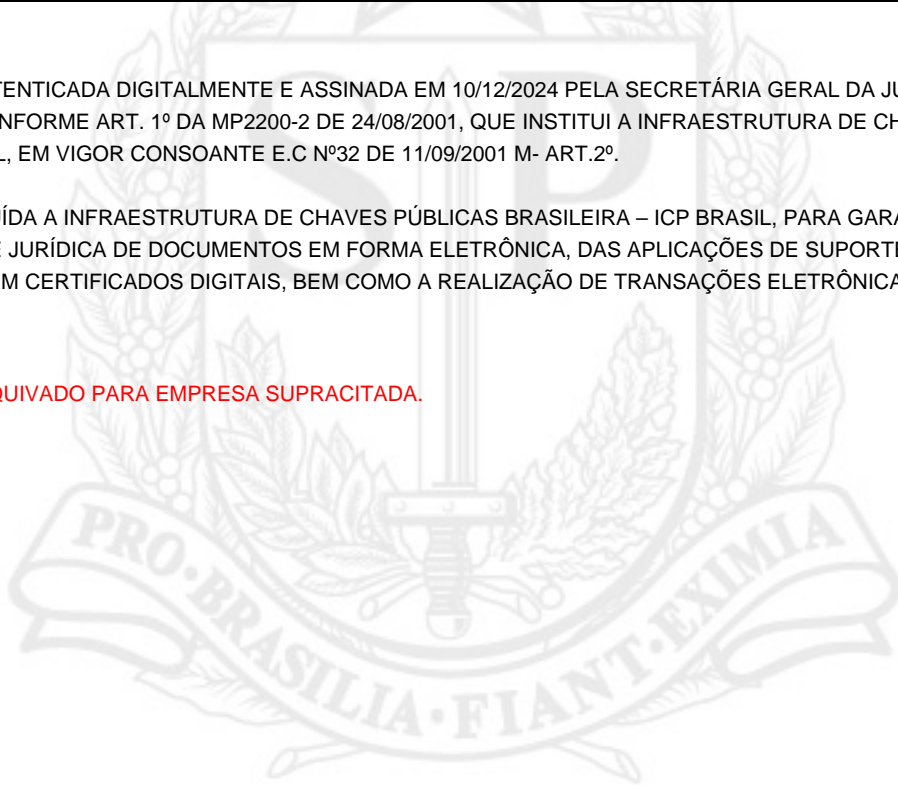 TENTICADA DIGITALMENTE E ASSINADA EM 10/12/2024 PELA SECRETÁRIA GERAL DA JU
NFORME ART. 1º DA MP2200-2 DE 24/08/2001, QUE INSTITUI A INFRAESTRUTURA DE CH
L, EM VIGOR CONSOANTE E.C Nº32 DE 11/09/2001 M- ART.2º.
ÍDA A INFRAESTRUTURA DE CHAVES PÚBLICAS BRASILEIRA – ICP BRASIL, PARA GARA
E JURÍDICA DE DOCUMENTOS EM FORMA ELETRÔNICA, DAS APLICAÇÕES DE SUPORTE
M CERTIFICADOS DIGITAIS, BEM COMO A REALIZAÇÃO DE TRANSAÇÕES ELETRÔNICA
QUIVADO PARA EMPRESA SUPRACITADA.
SP
PRO·BRASILIA·FIANT·EXIMIA